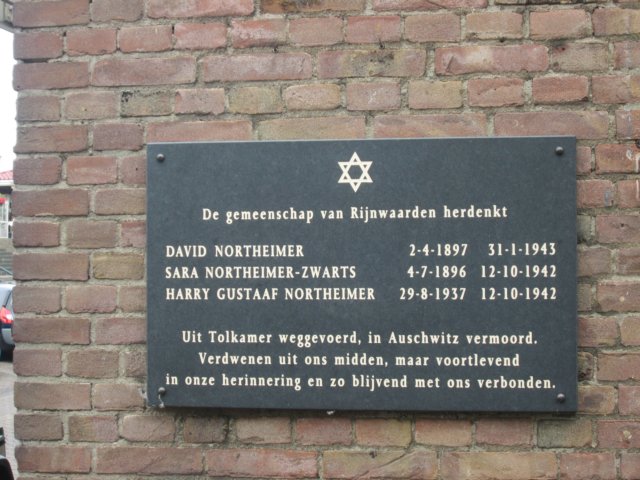 De gemeenschap van Rijnwaarden herdenkt
DAVID NORTHEIMER 2-4-1897 31-1-1943
SARA NORTHEIMER-ZWARTS 4-7-1896 12-10-1942
HARRY GUSTAAF NORTHEIMER 29-8-1937 12-10-1942
Uit Tolkamer weggevoerd, in Auschwitz vermoord.
Verdwenen uit ons midden, maar voortlevend
in onze herinnering en zo blijvend met ons verbonden.